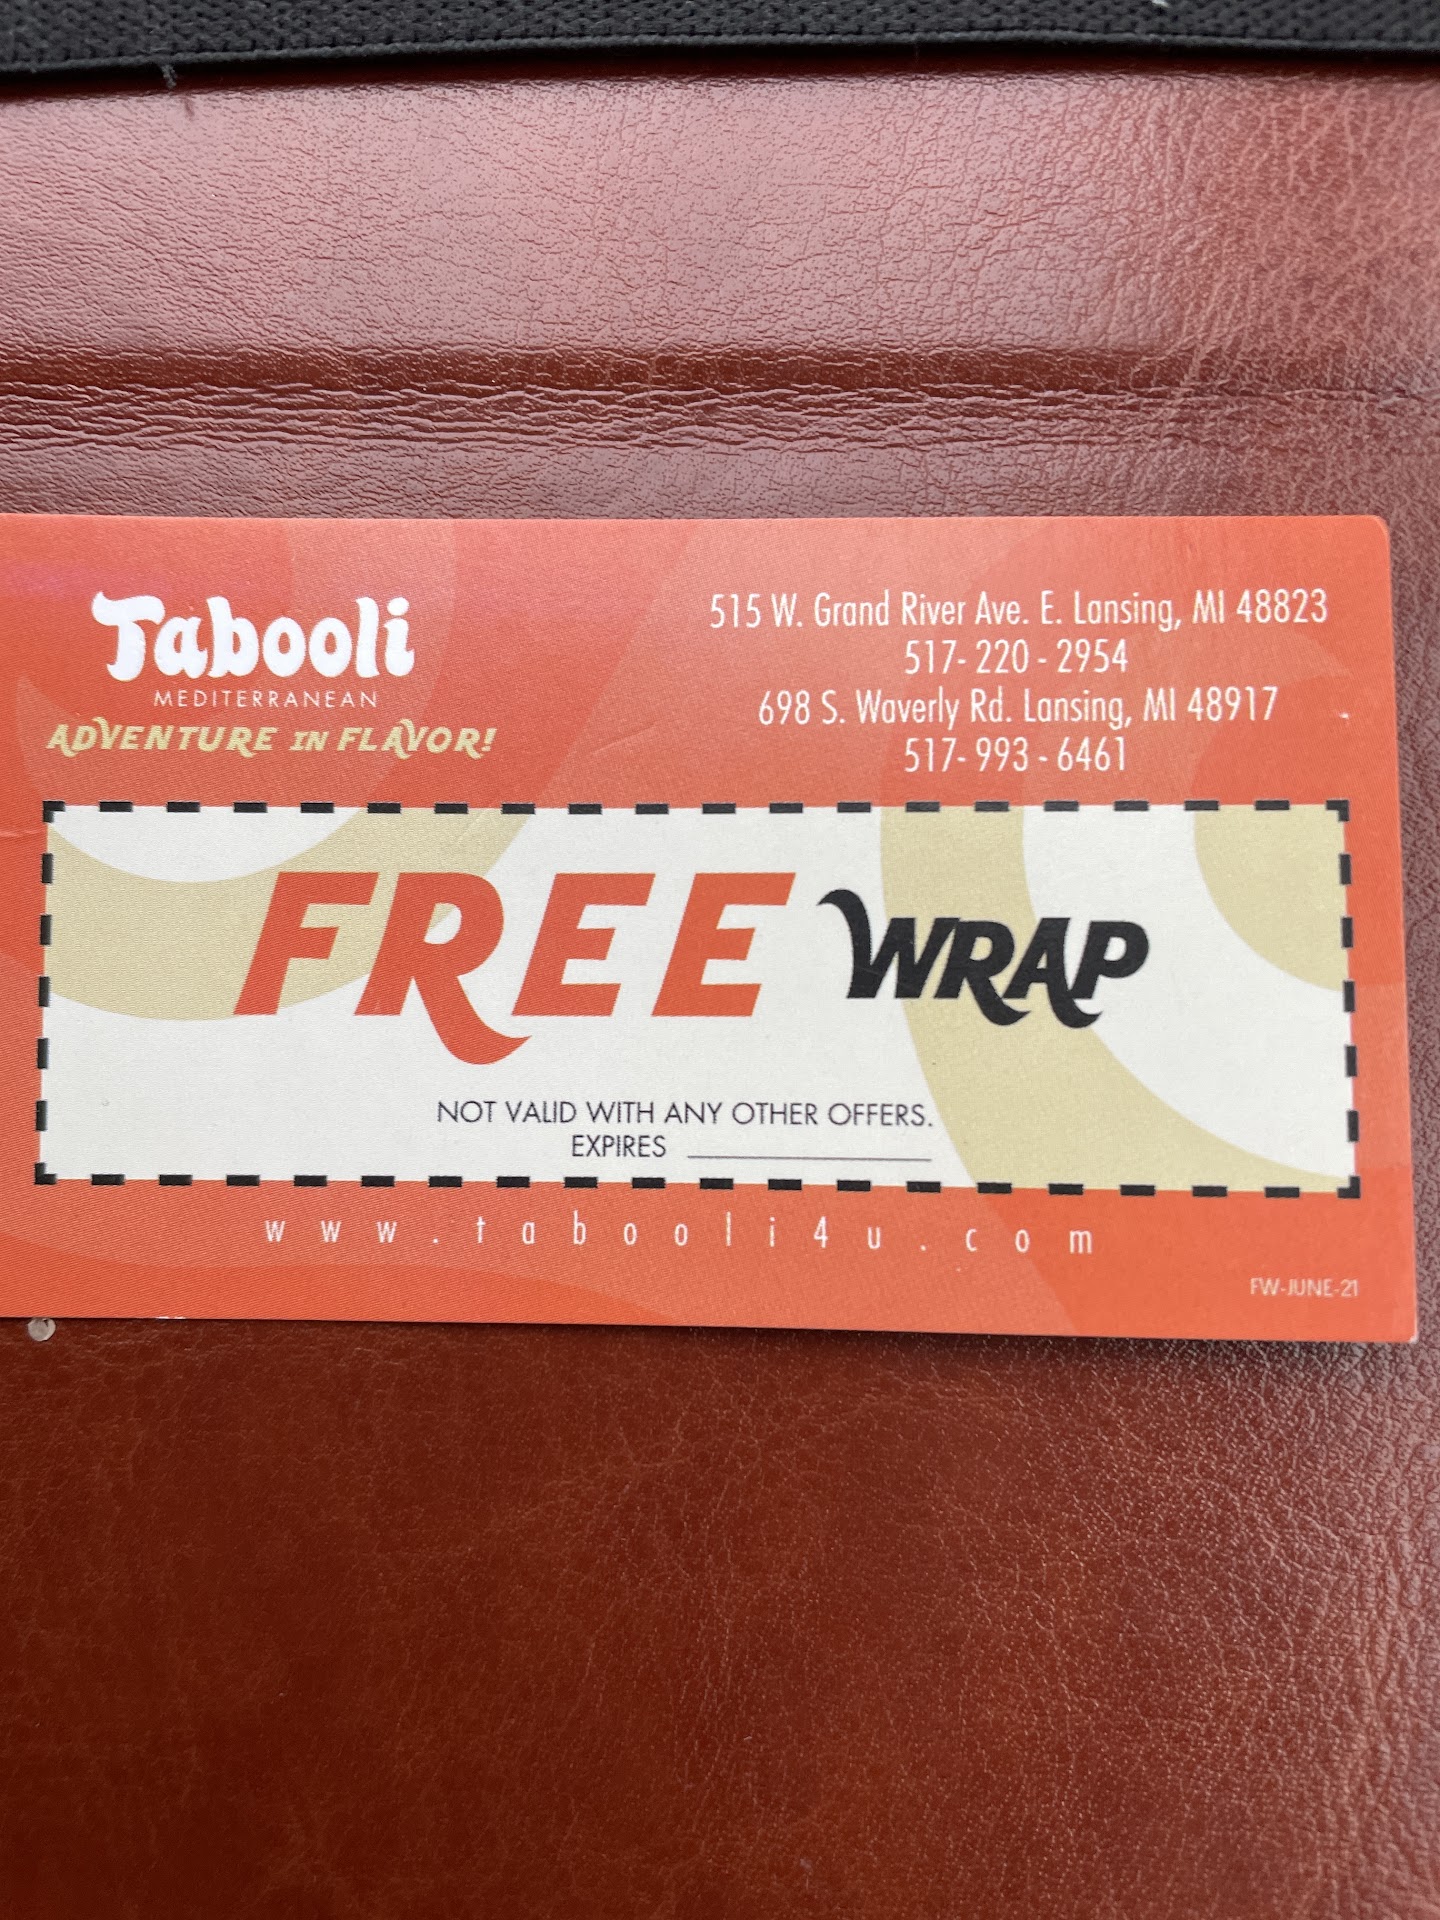 Tabooli
MEDITERRANEAN
ADVENTURE IN FLAVOR!
515 W. Grand River Ave. E. Lansing, MI 48823
517- 220 - 2954
698 S. Waverly Rd. Lansing, MI 48917
517- 993 - 6461
FREE WRAP
NOT VALID WITH ANY OTHER OFFERS.
EXPIRES ____________
www.tabooli4u.com
FW-JUNE-21